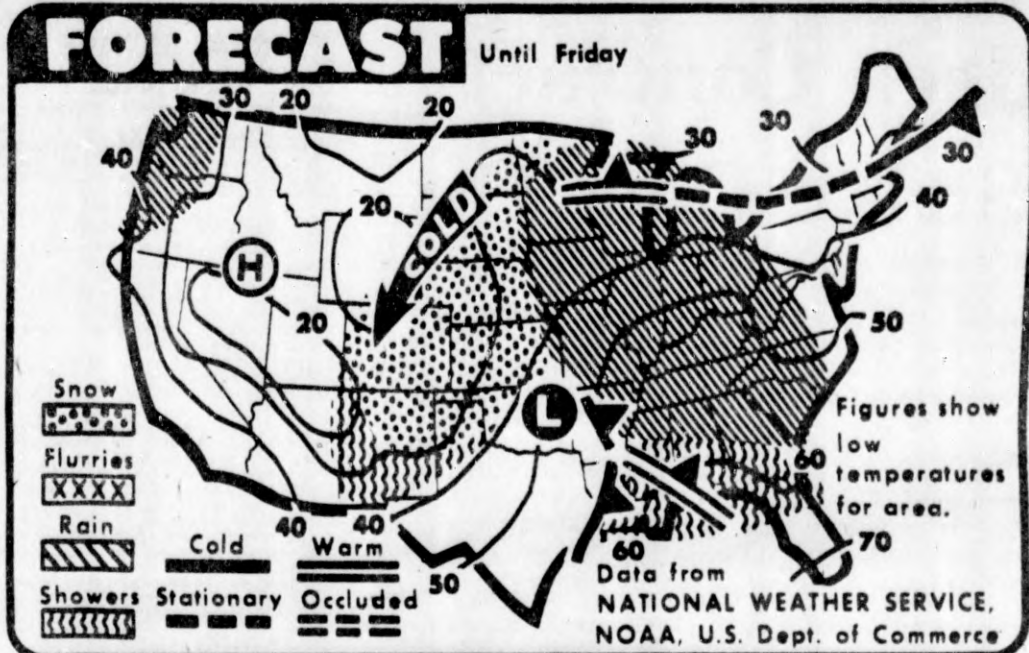 FORECAST Until Friday
30 20 20
30 30
40 30
20 40
COLD
H
20 50
Snow
L
Figures show
Flurries
low
XXXX
60 temperatures
for area.
Rain
40 40
Cold Warm
60 70
50
Data from
Showers Stationary Occluded
NATIONAL WEATHER SERVICE,
NOAA, U.S. Dept. of Commerce